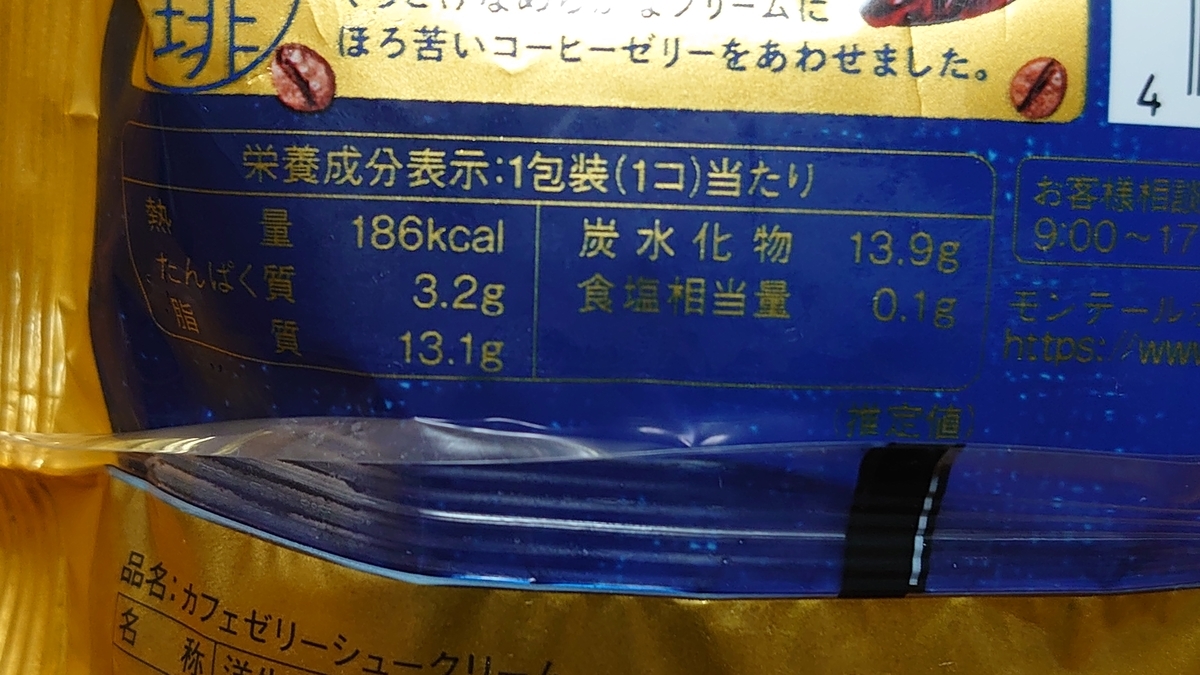 琲
ほろ苦いコーヒーゼリーをあわせました。
4
栄養成分表示:1包装(1コ)当たり
熱量 186kcal
たんぱく質 3.2g
脂質 13.1g
炭水化物 13.9g
食塩相当量 0.1g
(推定値)
お客様相談
9:00～17
モンテール
https://www
品名:カフェゼリーシュークリーム
名称